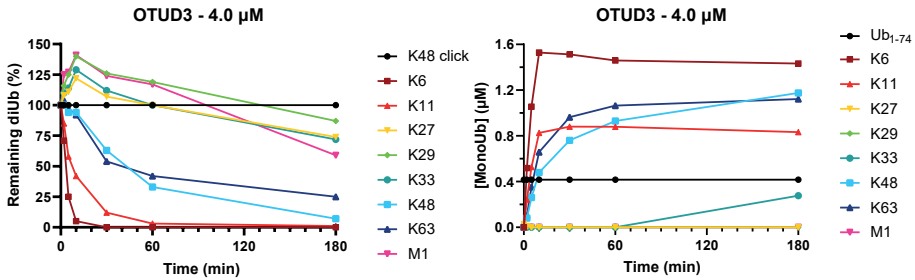 OTUD3 - 4.0 µM
Remaining diUb (%)
150
125
100
75
50
25
0
0
60
120
180
Time (min)
K48 click
K6
K11
K27
K29
K33
K48
K63
M1
OTUD3 - 4.0 µM
[MonoUb] (µM)
1.6
1.2
0.8
0.4
0.0
0
60
120
180
Time (min)
Ub1-74
K6
K11
K27
K29
K33
K48
K63
M1